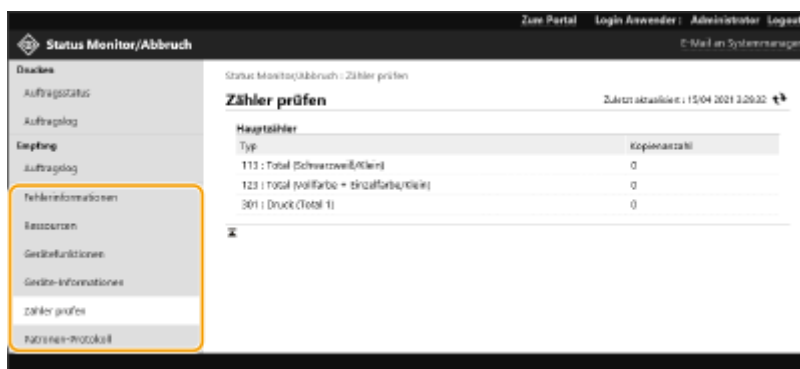 Zum Portal Login Anwender : Administrator Logout
Status Monitor/Abbruch
E-Mail an Systemmanager
Drucken
Auftragsstatus
Auftragslog
Empfang
Auftragslog
Fehlerinformationen
Ressourcen
Gerätefunktionen
Geräte-Informationen
Zähler prüfen
Patronen-Protokoll
Status Monitor/Abbruch : Zähler prüfen
Zähler prüfen
Zuletzt aktualisiert : 15/04 2021 3:29:32
Hauptzähler
Typ Kopienanzahl
113 : Total (Schwarzweiß/Klein) 0
123 : Total (Vollfarbe + Einzelfarbe/Klein) 0
301 : Druck (Total 1) 0